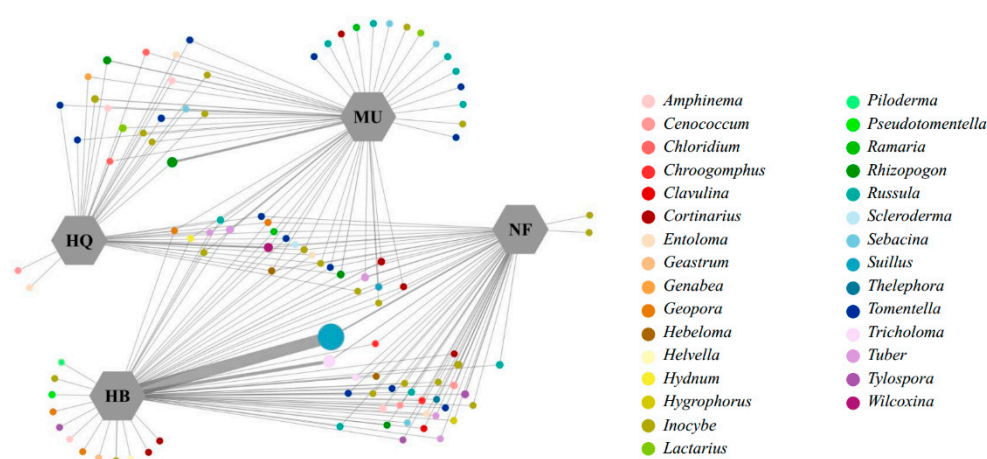 MU
HQ
NF
HB
Amphinema
Cenococcum
Chloridium
Chroogomphus
Clavulina
Cortinarius
Entoloma
Geastrum
Genabea
Geopora
Hebeloma
Helvella
Hydnum
Hygrophorus
Inocybe
Lactarius
Piloderma
Pseudotomentella
Ramaria
Rhizopogon
Russula
Scleroderma
Sebacina
Suillus
Thelephora
Tomentella
Tricholoma
Tuber
Tylospora
Wilcoxina